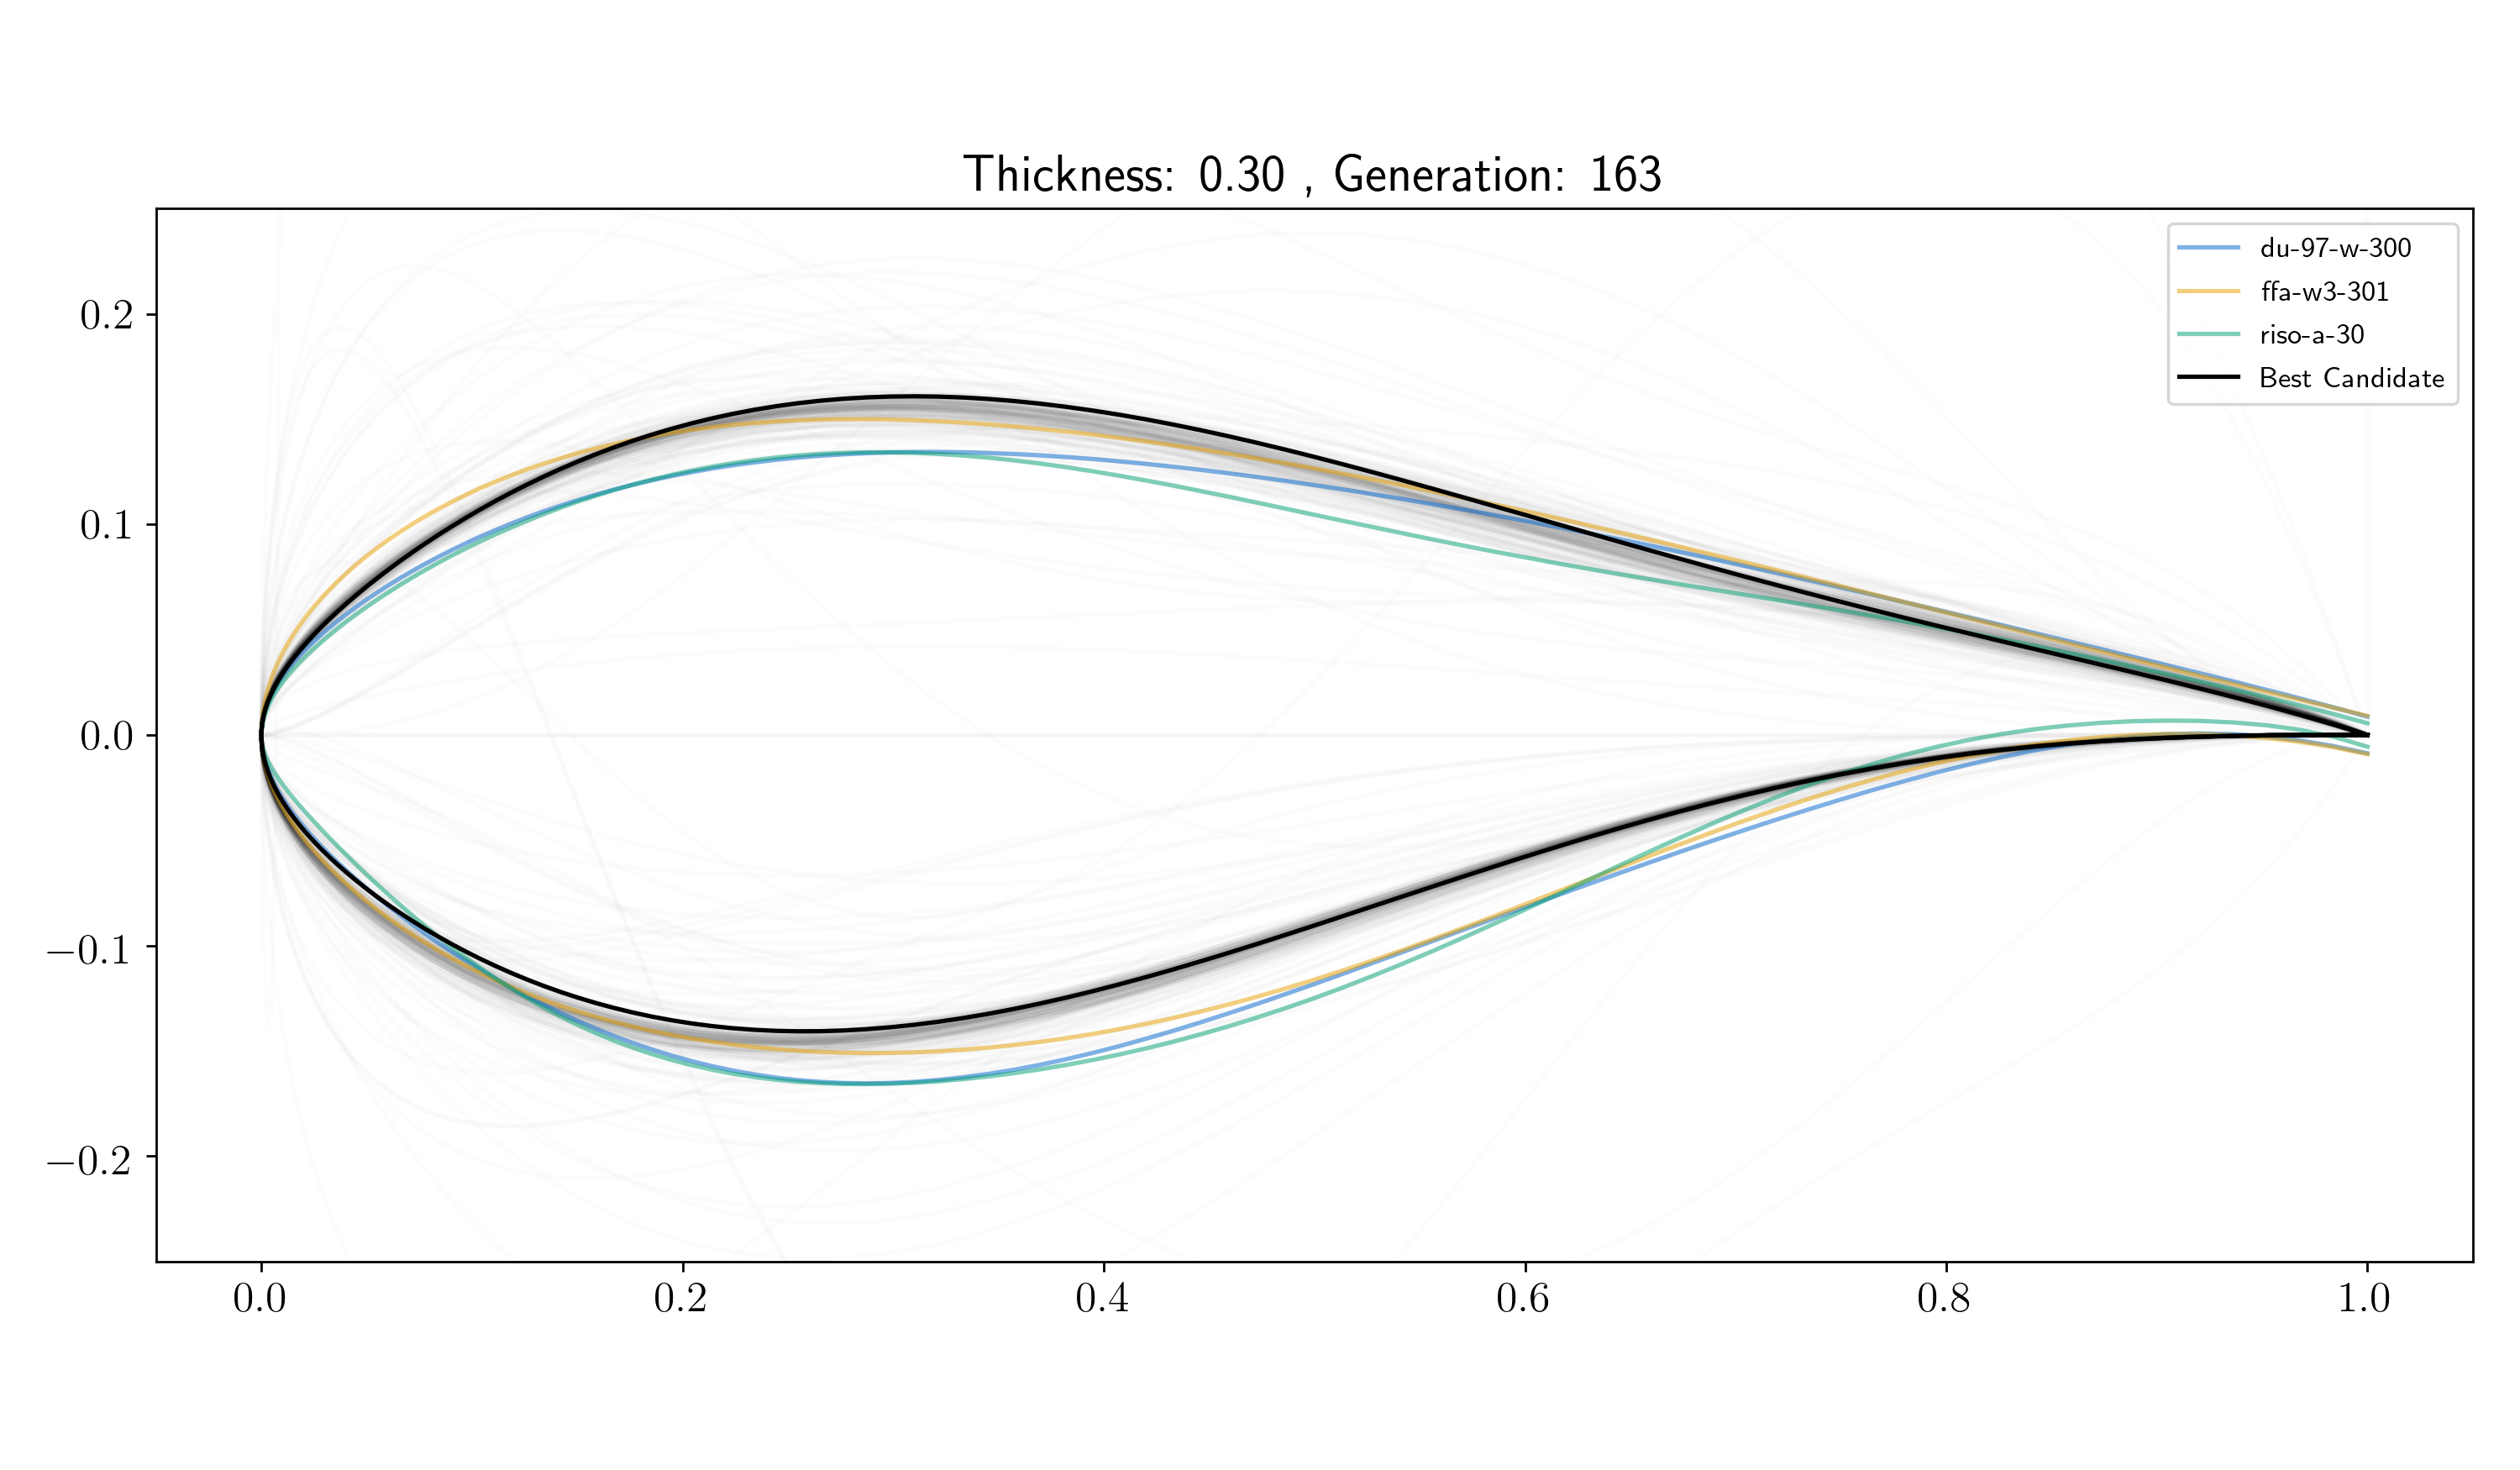 Thickness: 0.30 , Generation: 163
du-97-w-300
ffa-w3-301
riso-a-30
Best Candidate
0.2
0.1
0.0
−0.1
−0.2
0.0 0.2 0.4 0.6 0.8 1.0